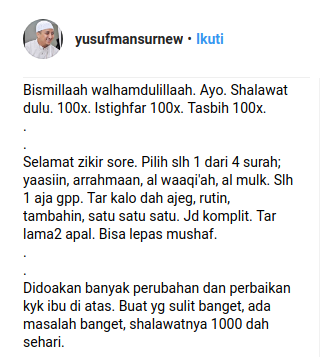 yusufmansurnew • Ikuti
Bismillaah walhamdulillaah. Ayo. Shalawat
dulu. 100x. Istighfar 100x. Tasbih 100x.
.
.
Selamat zikir sore. Pilih slh 1 dari 4 surah;
yaasiin, arrahmaan, al waaqi'ah, al mulk. Slh
1 aja gpp. Tar kalo dah ajeg, rutin,
tambahin, satu satu satu. Jd komplit. Tar
lama2 apal. Bisa lepas mushaf.
.
.
Didoakan banyak perubahan dan perbaikan
kyk ibu di atas. Buat yg sulit banget, ada
masalah banget, shalawatnya 1000 dah
sehari.